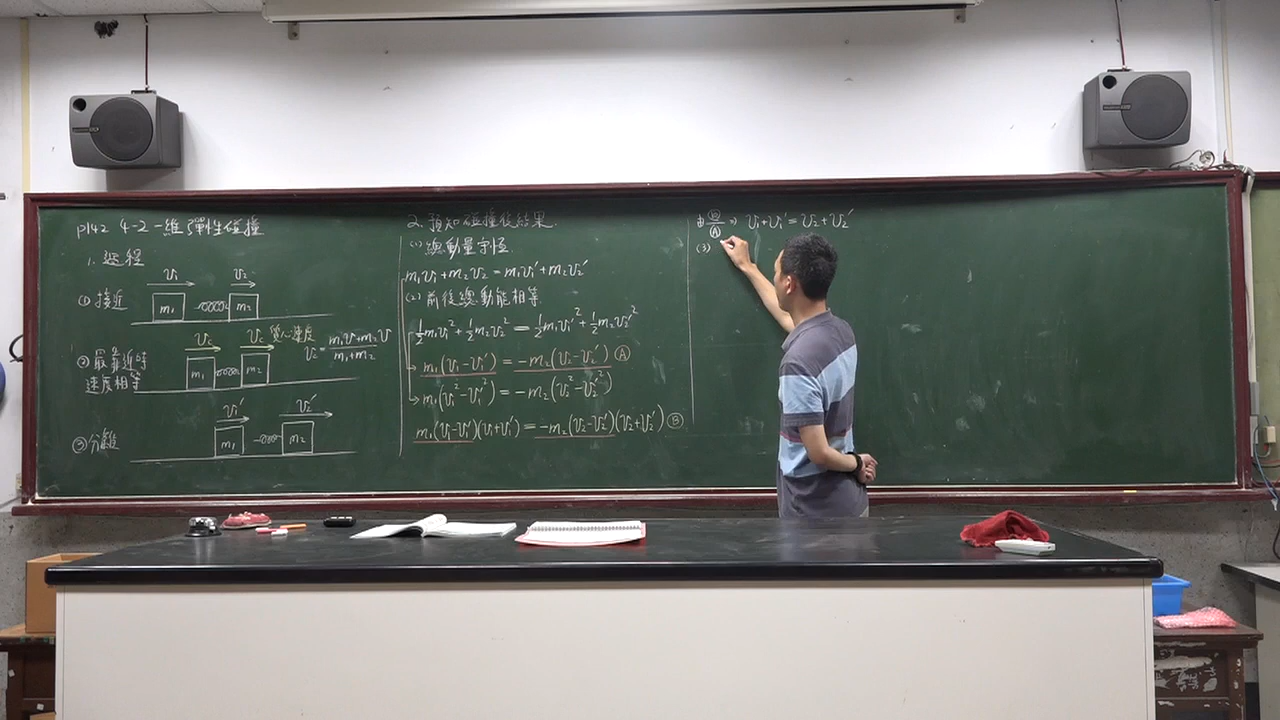 P142 4-2 一維彈性碰撞
1. 過程
v₁ v₂
①接近 m₁ m₂
v꜀ v꜀ 質心速度
v꜀ = (m₁v₁+m₂v)/(m₁+m₂)
②最靠近時 m₁ m₂
速度相等
v₁′ v₂′
③分離 m₁ m₂
2. 預知碰撞後結果.
(1) 總動量守恆
m₁v₁+m₂v₂ = m₁v₁′+m₂v₂′
(2) 前後總動能相等
½m₁v₁²+½m₂v₂² = ½m₁v₁′²+½m₂v₂′²
m₁(v₁-v₁′) = -m₂(v₂-v₂′) Ⓐ
m₁(v₁²-v₁′²) = -m₂(v₂²-v₂′²)
m₁(v₁-v₁′)(v₁+v₁′) = -m₂(v₂-v₂′)(v₂+v₂′) Ⓑ
由 Ⓑ/Ⓐ ⇒ v₁+v₁′ = v₂+v₂′
(3)